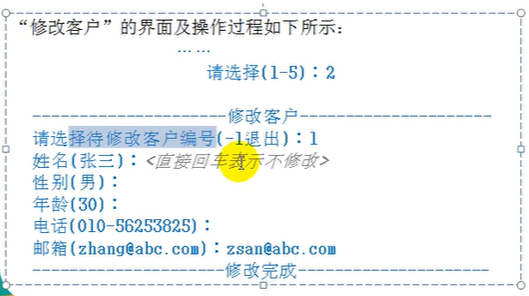 “修改客户”的界面及操作过程如下所示：
……
请选择(1-5)：2
---------------------修改客户---------------------
请选择待修改客户编号(-1退出)：1
姓名(张三)：<直接回车表示不修改>
性别(男)：
年龄(30)：
电话(010-56253825)：
邮箱(zhang@abc.com)：zsan@abc.com
---------------------修改完成---------------------